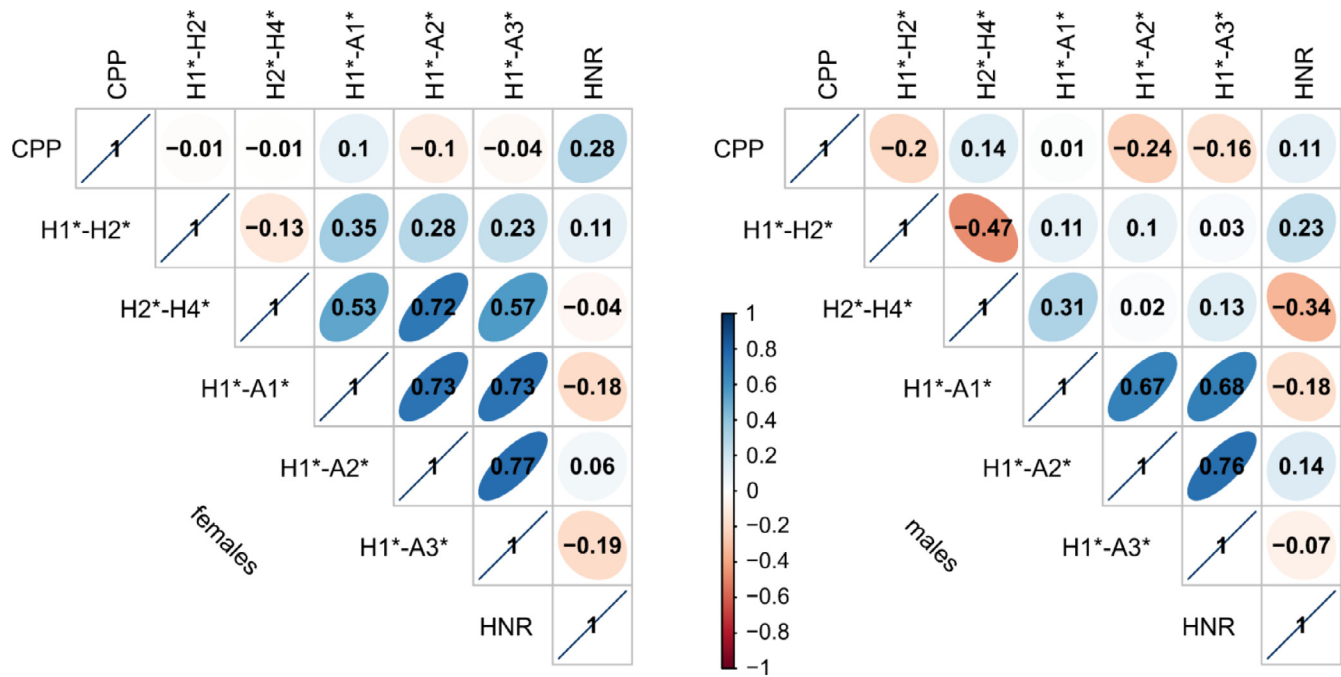 CPP H1*-H2* H2*-H4* H1*-A1* H1*-A2* H1*-A3* HNR
CPP 1 −0.01 −0.01 0.1 −0.1 −0.04 0.28
H1*-H2* 1 −0.13 0.35 0.28 0.23 0.11
H2*-H4* 1 0.53 0.72 0.57 −0.04
H1*-A1* 1 0.73 0.73 −0.18
H1*-A2* 1 0.77 0.06
H1*-A3* 1 −0.19
HNR 1
females
1
0.8
0.6
0.4
0.2
0
−0.2
−0.4
−0.6
−0.8
−1
CPP H1*-H2* H2*-H4* H1*-A1* H1*-A2* H1*-A3* HNR
CPP 1 −0.2 0.14 0.01 −0.24 −0.16 0.11
H1*-H2* 1 −0.47 0.11 0.1 0.03 0.23
H2*-H4* 1 0.31 0.02 0.13 −0.34
H1*-A1* 1 0.67 0.68 −0.18
H1*-A2* 1 0.76 0.14
H1*-A3* 1 −0.07
HNR 1
males